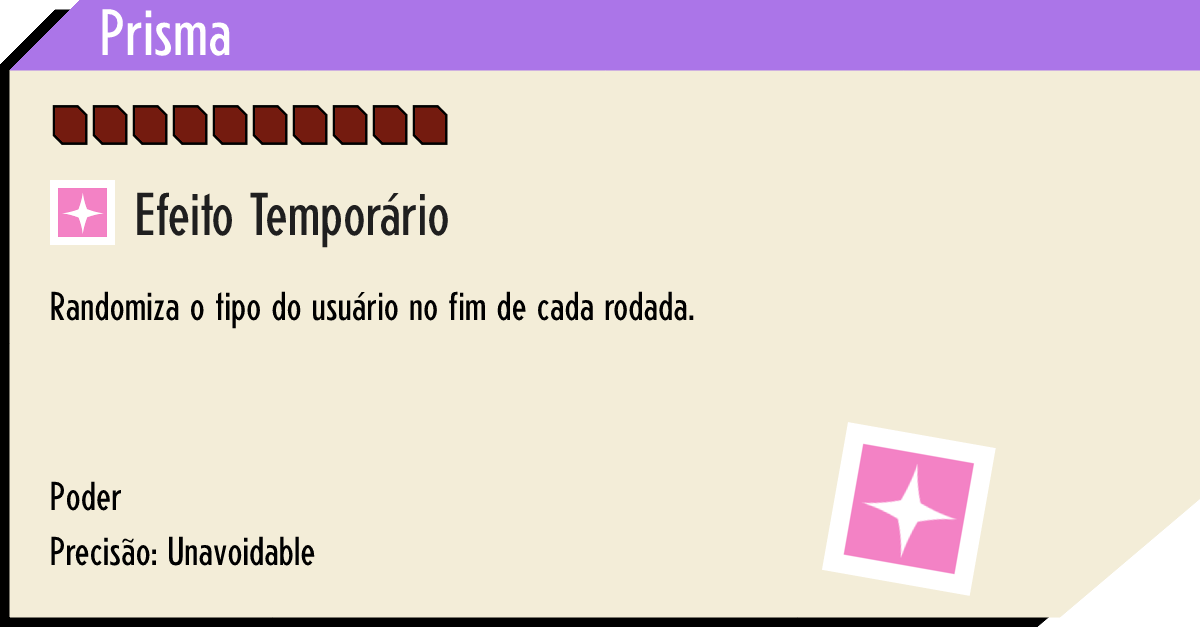 Prisma
Efeito Temporário
Randomiza o tipo do usuário no fim de cada rodada.
Poder
Precisão: Unavoidable